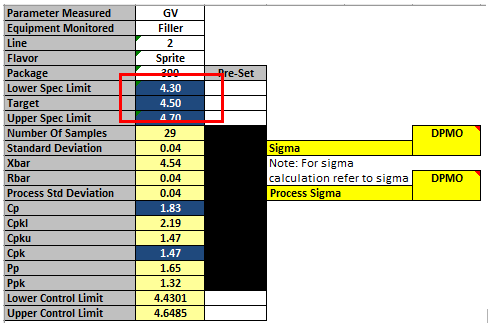 Parameter Measured GV
Equipment Monitored Filler
Line 2
Flavor Sprite
Package 300 Pre-Set
Lower Spec Limit 4.30
Target 4.50
Upper Spec Limit 4.70
Number Of Samples 29 DPMO
Standard Deviation 0.04 Sigma
Xbar 4.54 Note: For sigma
Rbar 0.04 calculation refer to sigma DPMO
Process Std Deviation 0.04 Process Sigma
Cp 1.83
Cpkl 2.19
Cpku 1.47
Cpk 1.47
Pp 1.65
Ppk 1.32
Lower Control Limit 4.4301
Upper Control Limit 4.6485